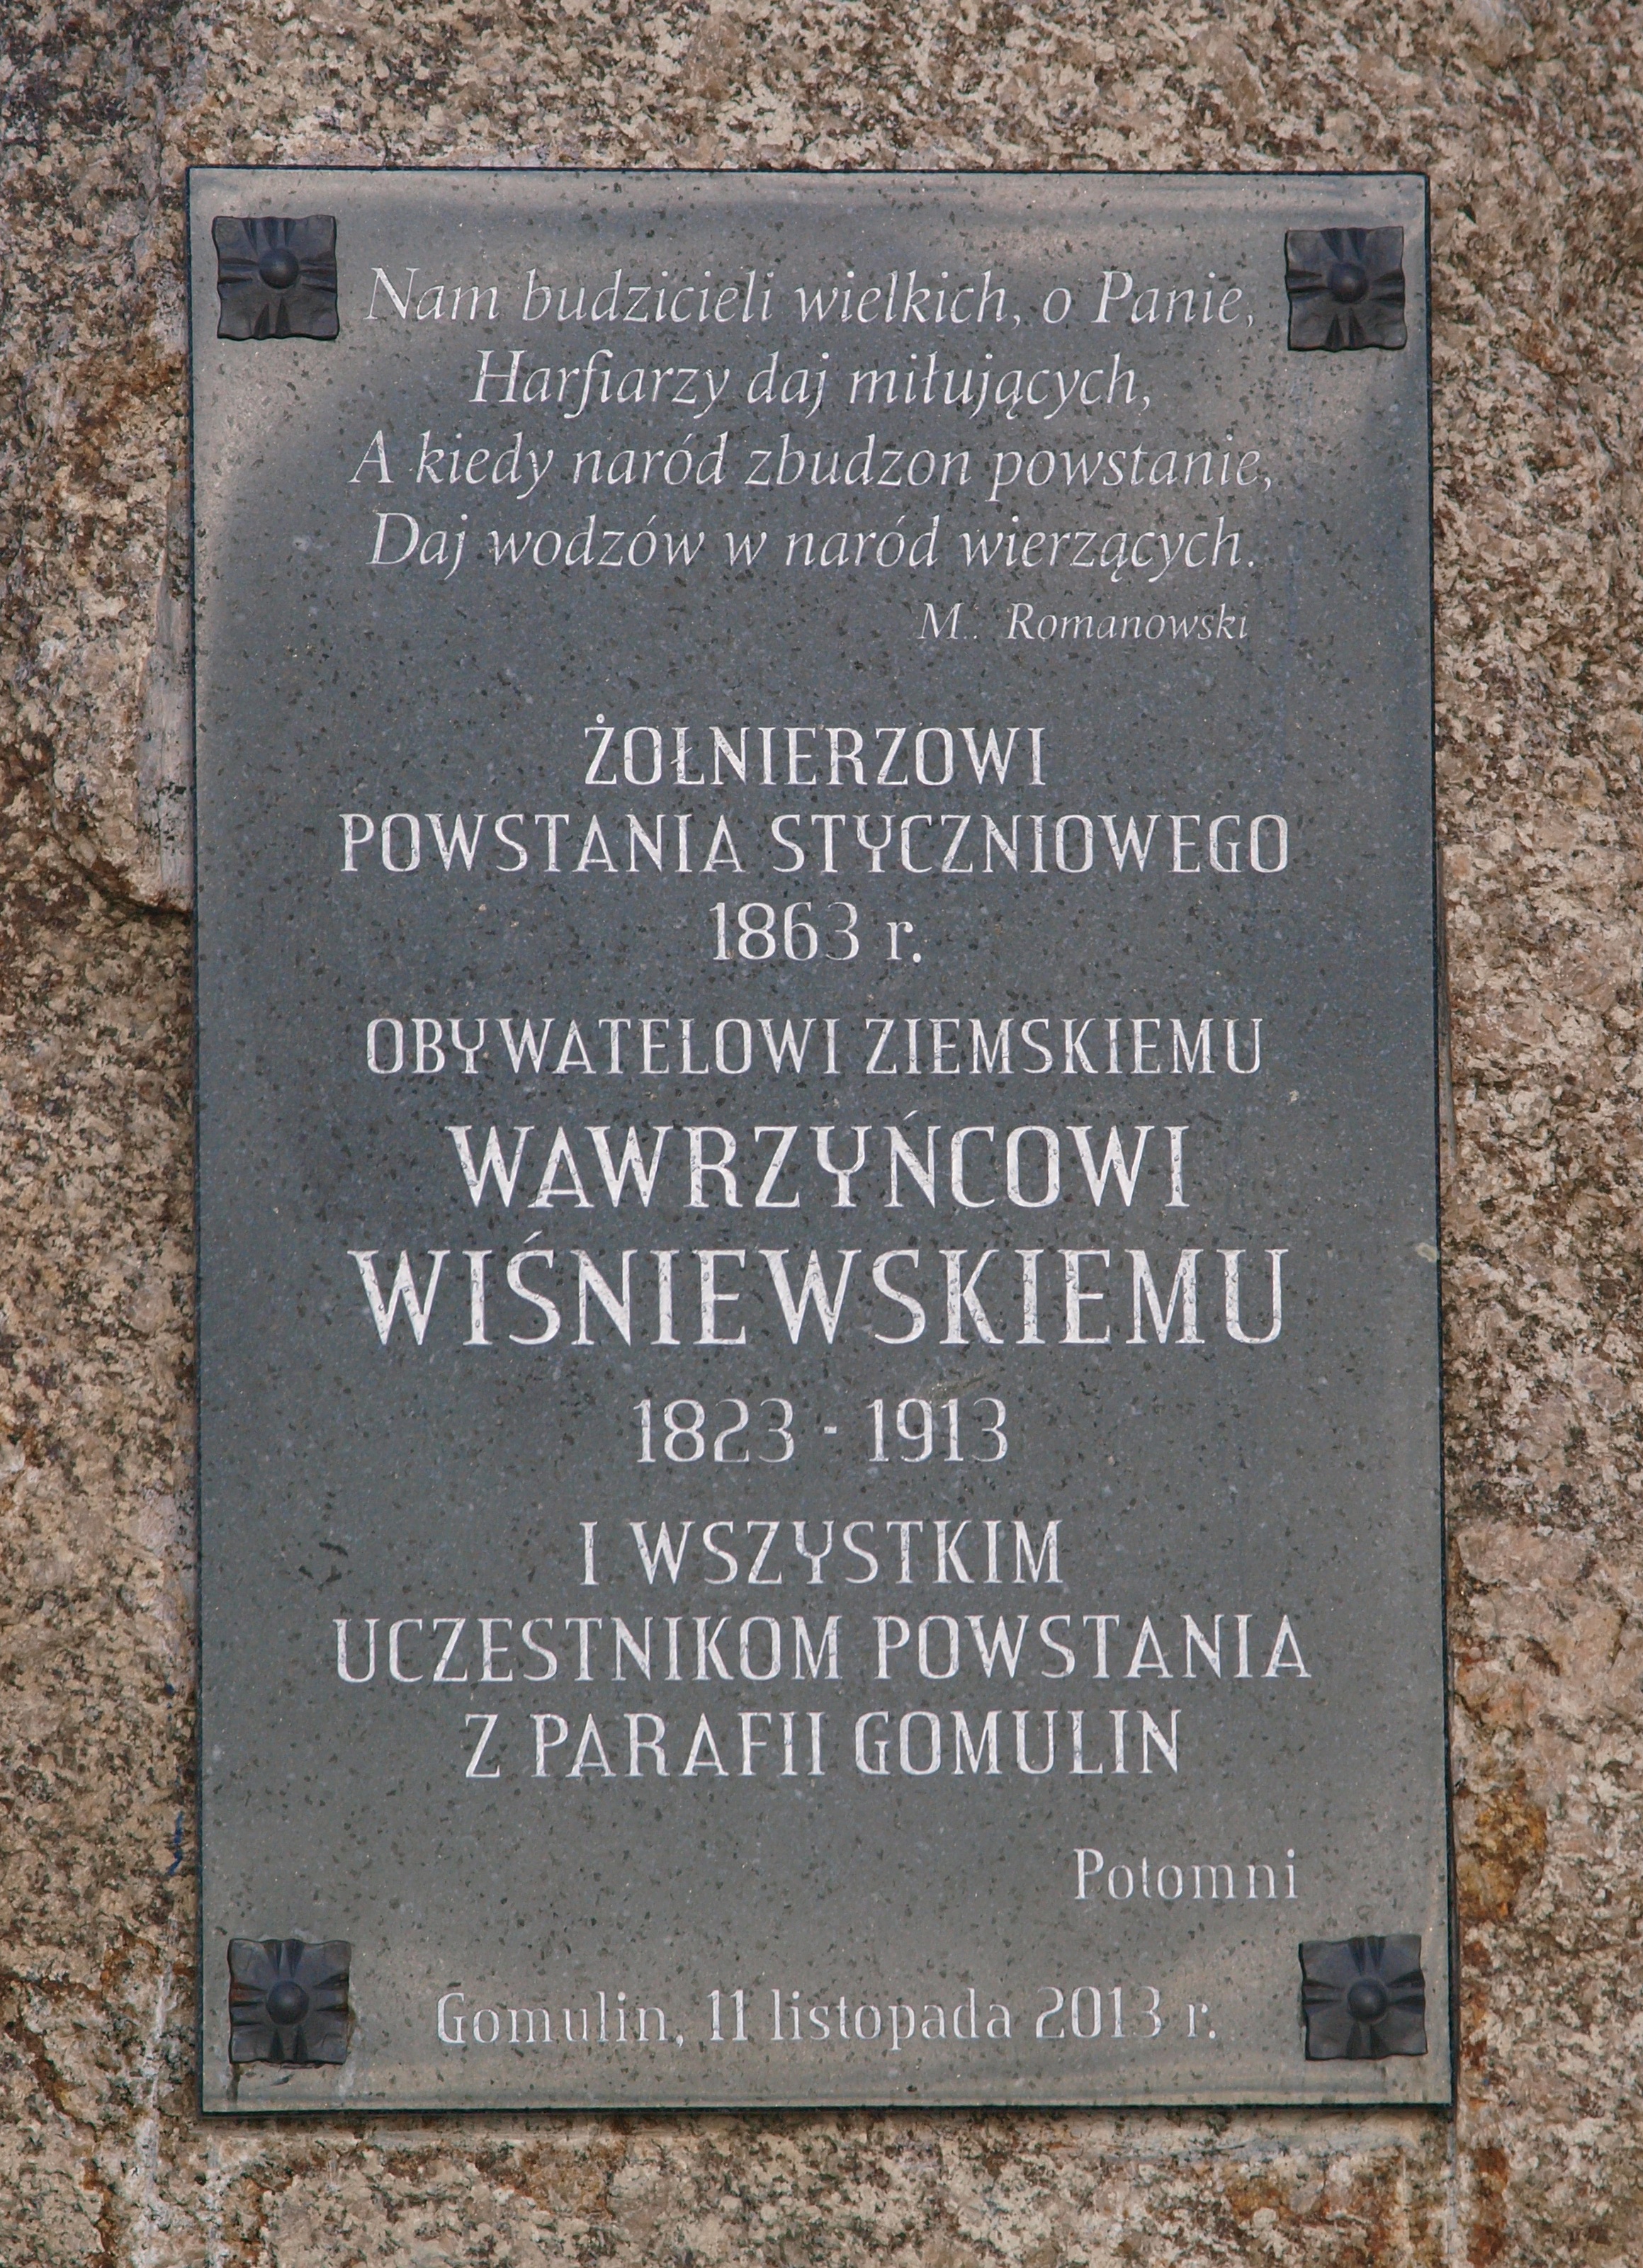 Nam budzicieli wielkich, o Panie,
Harfiarzy daj miłujących,
A kiedy naród zbudzon powstanie,
Daj wodzów w naród wierzących.
M. Romanowski
ŻOŁNIERZOWI
POWSTANIA STYCZNIOWEGO
1863 r.
OBYWATELOWI ZIEMSKIEMU
WAWRZYŃCOWI
WIŚNIEWSKIEMU
1823 - 1913
I WSZYSTKIM
UCZESTNIKOM POWSTANIA
Z PARAFII GOMULIN
Potomni
Gomulin, 11 listopada 2013 r.